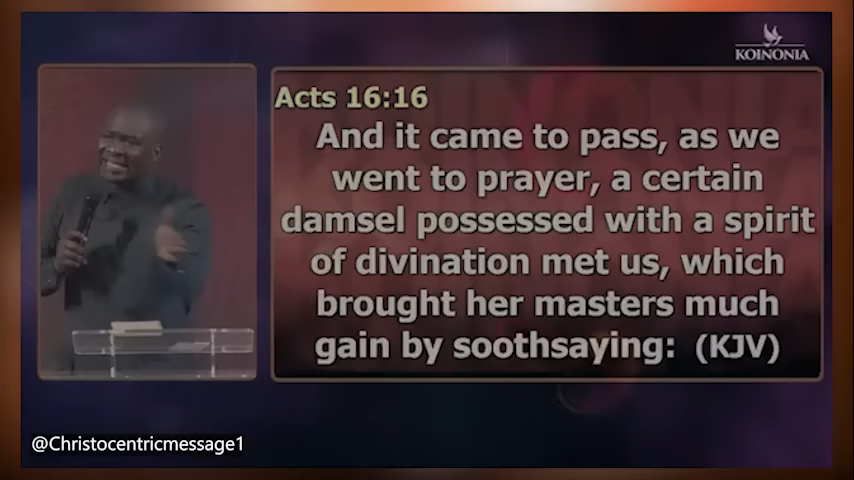 KOINONIA
Acts 16:16
And it came to pass, as we
went to prayer, a certain
damsel possessed with a spirit
of divination met us, which
brought her masters much
gain by soothsaying: (KJV)
@Christocentricmessage1